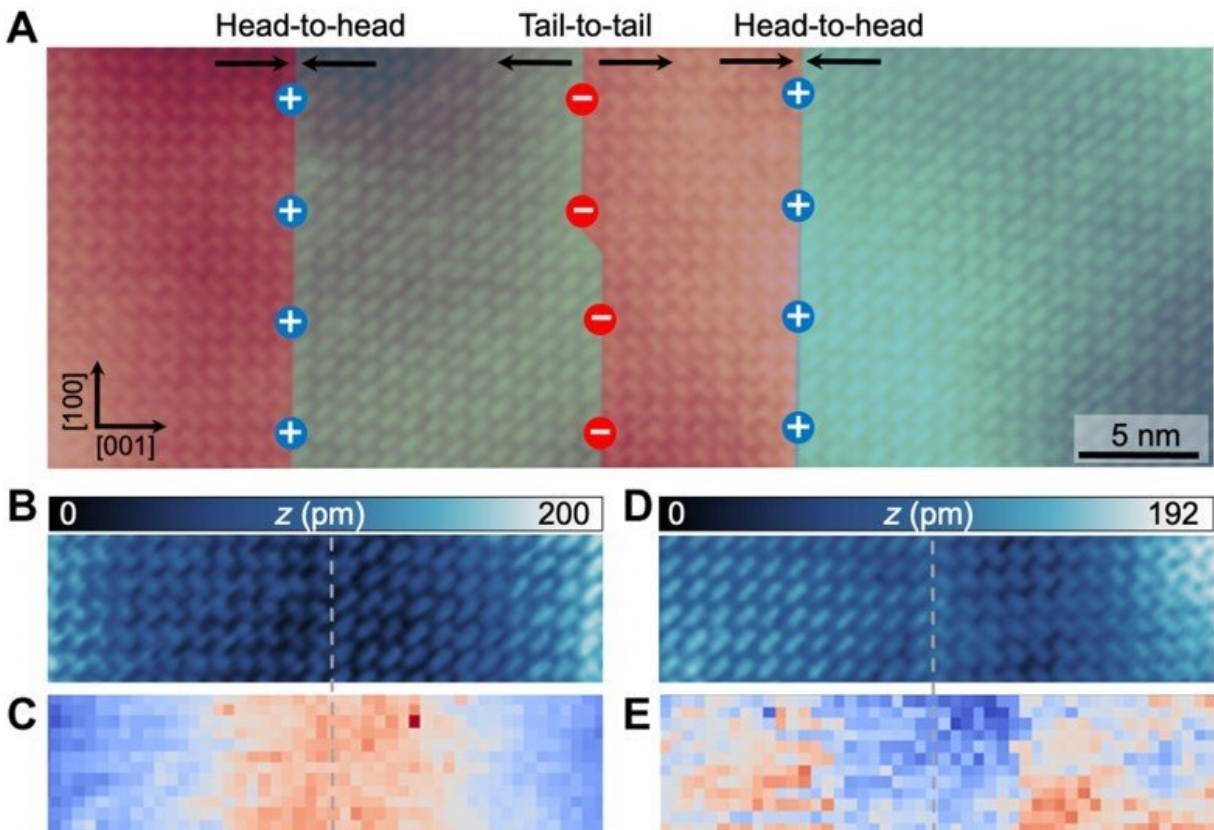 A
Head-to-head
Tail-to-tail
Head-to-head
+
−
+
+
−
+
+
−
+
+
−
+
[100]
[001]
5 nm
B
0
z (pm)
200
D
0
z (pm)
192
C
E